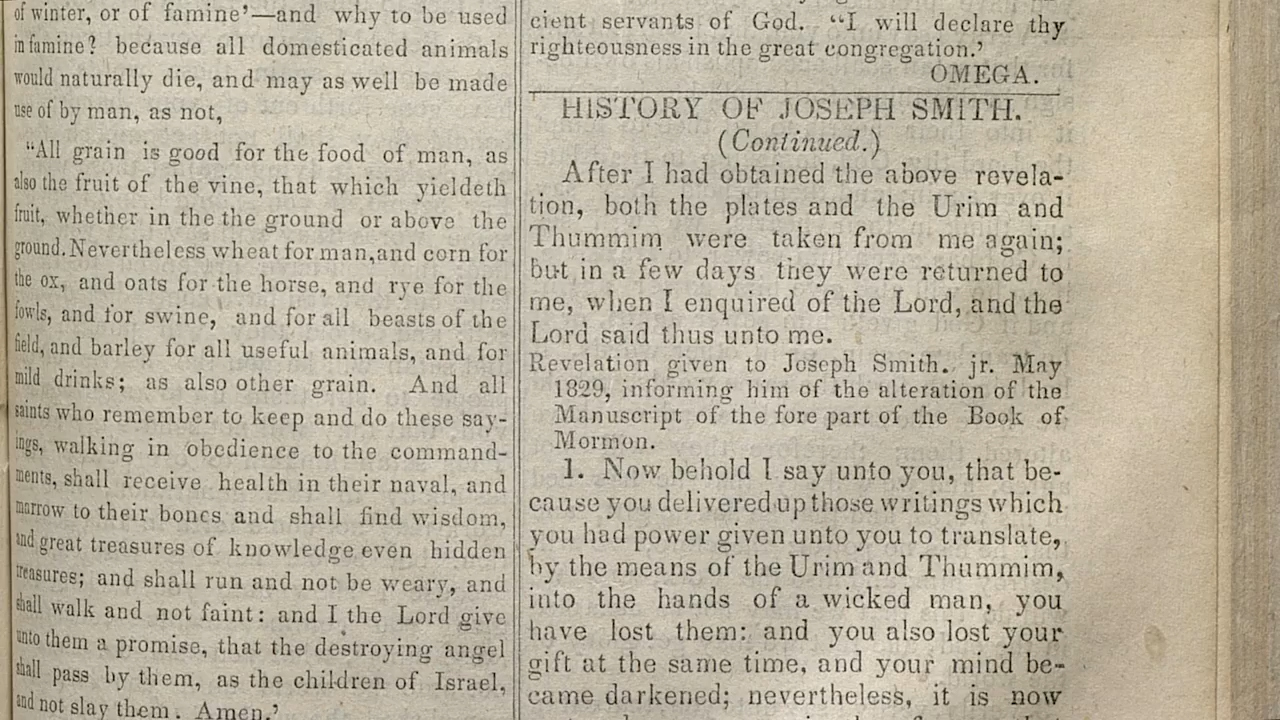 of winter, or of famine'—and why to be used
in famine? because all domesticated animals
would naturally die, and may as well be made
use of by man, as not,
"All grain is good for the food of man, as
also the fruit of the vine, that which yieldeth
fruit, whether in the the ground or above the
ground. Nevertheless wheat for man, and corn for
the ox, and oats for the horse, and rye for the
fowls, and for swine, and for all beasts of the
field, and barley for all useful animals, and for
mild drinks; as also other grain. And all
saints who remember to keep and do these say-
ings, walking in obedience to the command-
ments, shall receive health in their naval, and
marrow to their bones and shall find wisdom,
and great treasures of knowledge even hidden
treasures; and shall run and not be weary, and
shall walk and not faint: and I the Lord give
unto them a promise, that the destroying angel
shall pass by them, as the children of Israel,
and not slay them. Amen.'
cient servants of God. "I will declare thy
righteousness in the great congregation.'
OMEGA.
HISTORY OF JOSEPH SMITH.
(Continued.)
After I had obtained the above revela-
tion, both the plates and the Urim and
Thummim were taken from me again;
but in a few days they were returned to
me, when I enquired of the Lord, and the
Lord said thus unto me.
Revelation given to Joseph Smith. jr. May
1829, informing him of the alteration of the
Manuscript of the fore part of the Book of
Mormon.
1. Now behold I say unto you, that be-
cause you delivered up those writings which
you had power given unto you to translate,
by the means of the Urim and Thummim,
into the hands of a wicked man, you
have lost them: and you also lost your
gift at the same time, and your mind be-
came darkened; nevertheless, it is now